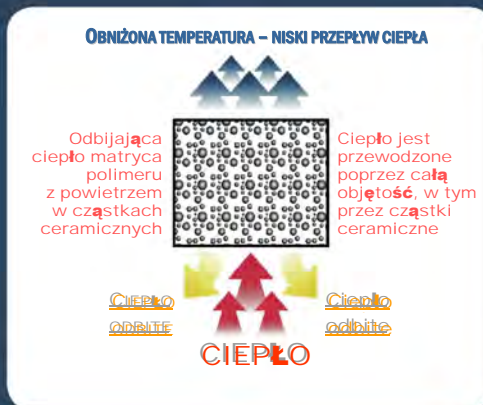 OBNIŻONA TEMPERATURA – NISKI PRZEPŁYW CIEPŁA
Odbijająca
ciepło matryca
polimeru
z powietrzem
w cząstkach
ceramicznych
Ciepło jest
przewodzone
poprzez całą
objętość, w tym
przez cząstki
ceramiczne
CIEPŁO
ODBITE
Ciepło
odbite
CIEPŁO